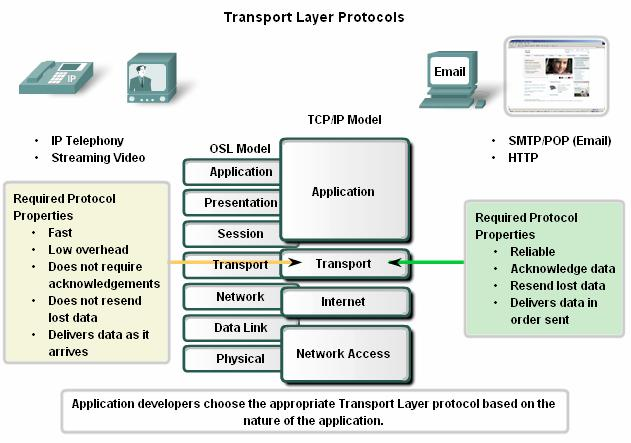 Transport Layer Protocols
IP
Email
IP Telephony
Streaming Video
TCP/IP Model
SMTP/POP (Email)
HTTP
OSL Model
Application
Presentation
Session
Transport
Network
Data Link
Physical
Application
Transport
Internet
Network Access
Required Protocol
Properties
Fast
Low overhead
Does not require
acknowledgements
Does not resend
lost data
Delivers data as it
arrives
Required Protocol
Properties
Reliable
Acknowledge data
Resend lost data
Delivers data in
order sent
Application developers choose the appropriate Transport Layer protocol based on the
nature of the application.